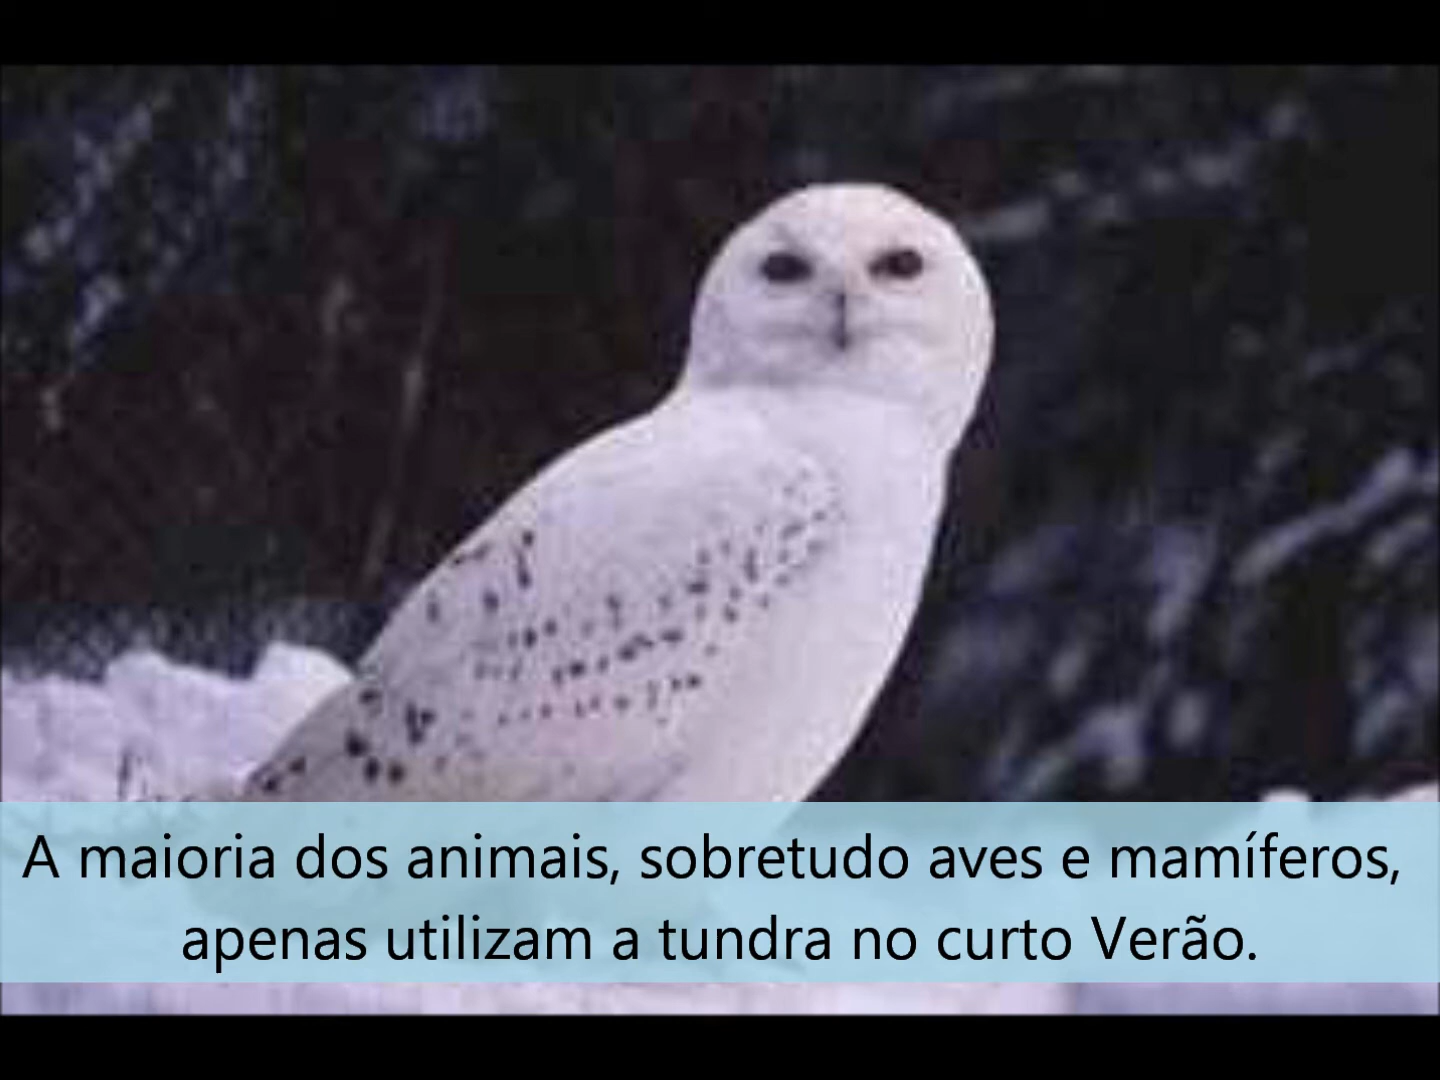 A maioria dos animais, sobretudo aves e mamíferos,
apenas utilizam a tundra no curto Verão.